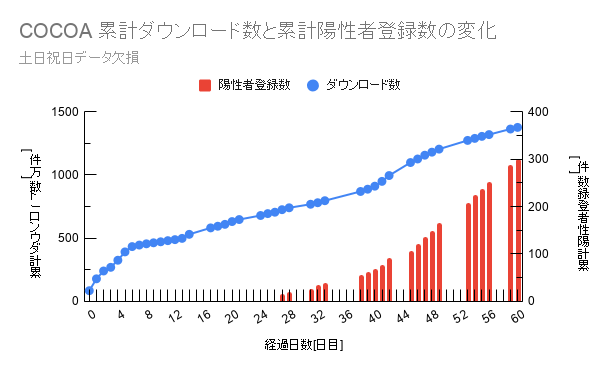 COCOA 累計ダウンロード数と累計陽性者登録数の変化
土日祝日データ欠損
陽性者登録数 ダウンロード数
1500
1000
500
0
400
300
200
100
0
累計ダウンロード数[万件]
累計陽性者登録数[件]
0 4 8 12 16 20 24 28 32 36 40 44 48 52 56 60
経過日数[日目]